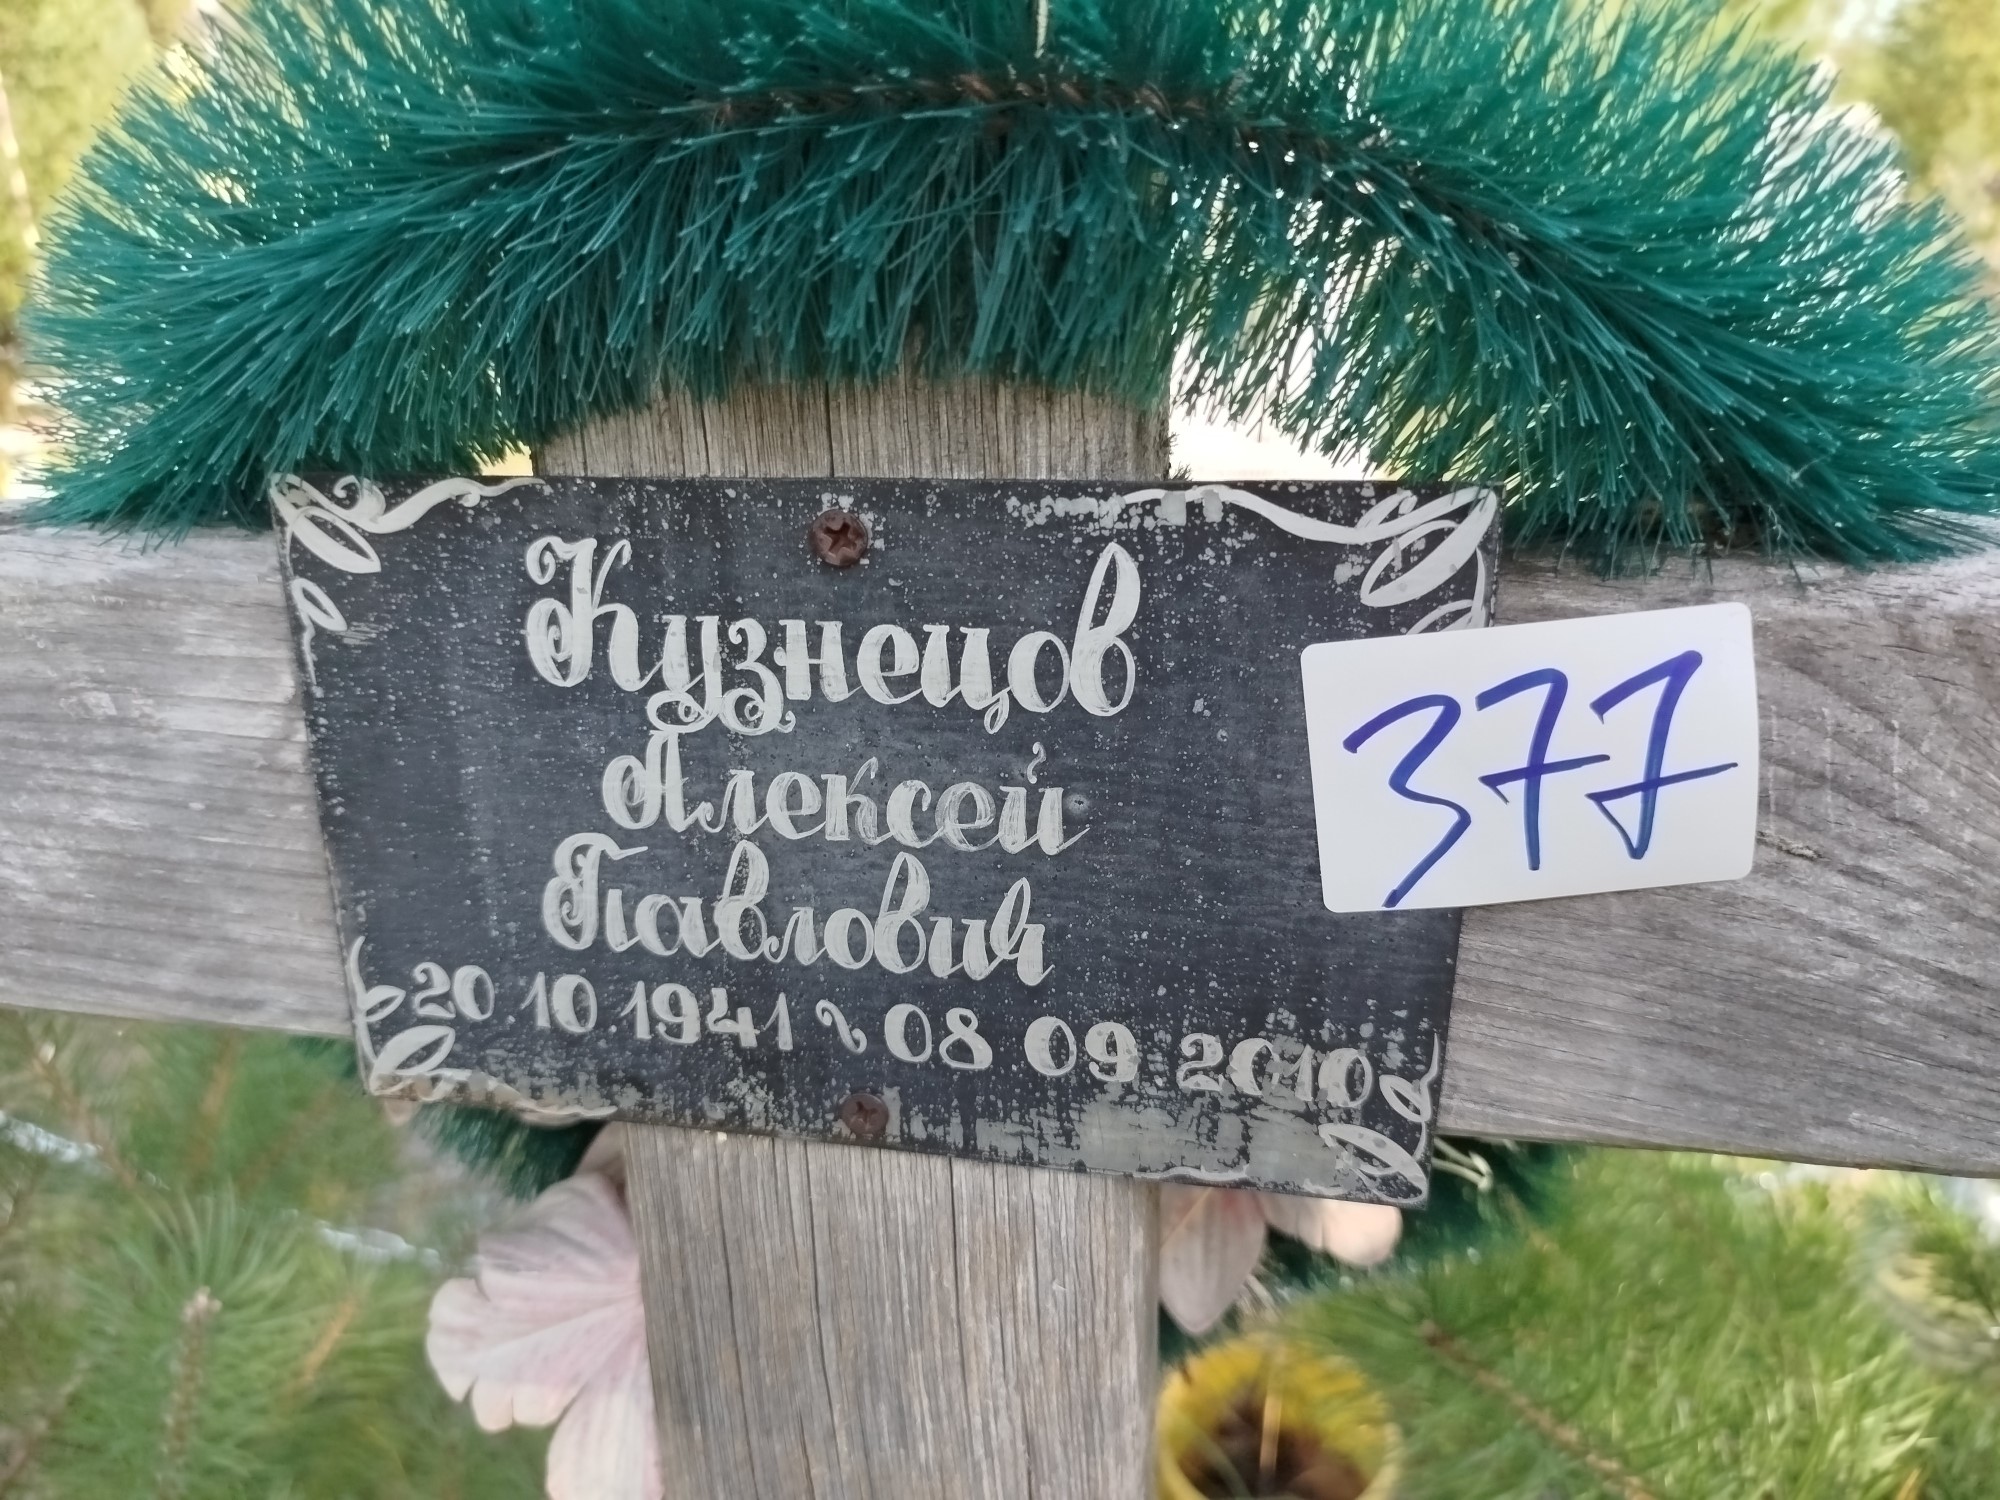 Кузнецов
Алексей
Павлович
20.10.1941 ~ 08 09 2010
377